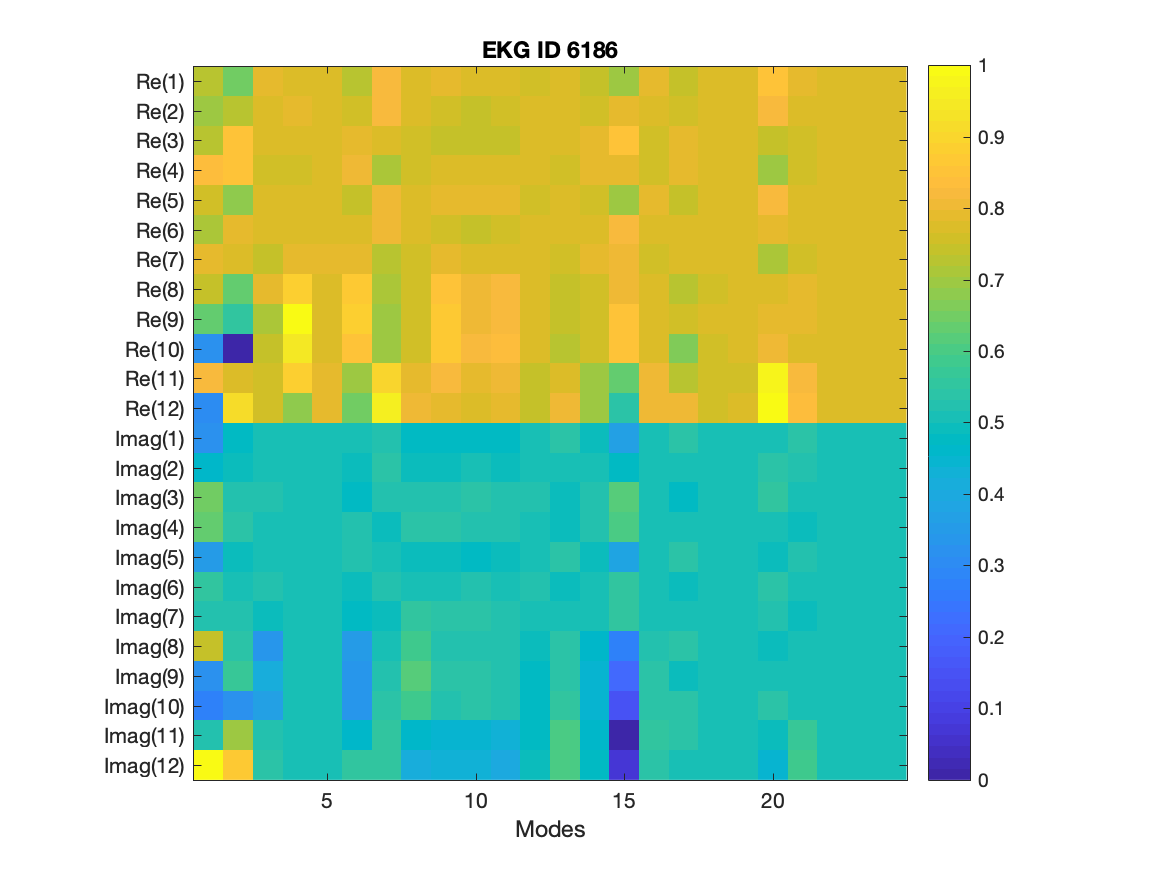 EKG ID 6186
Re(1)
Re(2)
Re(3)
Re(4)
Re(5)
Re(6)
Re(7)
Re(8)
Re(9)
Re(10)
Re(11)
Re(12)
Imag(1)
Imag(2)
Imag(3)
Imag(4)
Imag(5)
Imag(6)
Imag(7)
Imag(8)
Imag(9)
Imag(10)
Imag(11)
Imag(12)
5 10 15 20
Modes
1
0.9
0.8
0.7
0.6
0.5
0.4
0.3
0.2
0.1
0